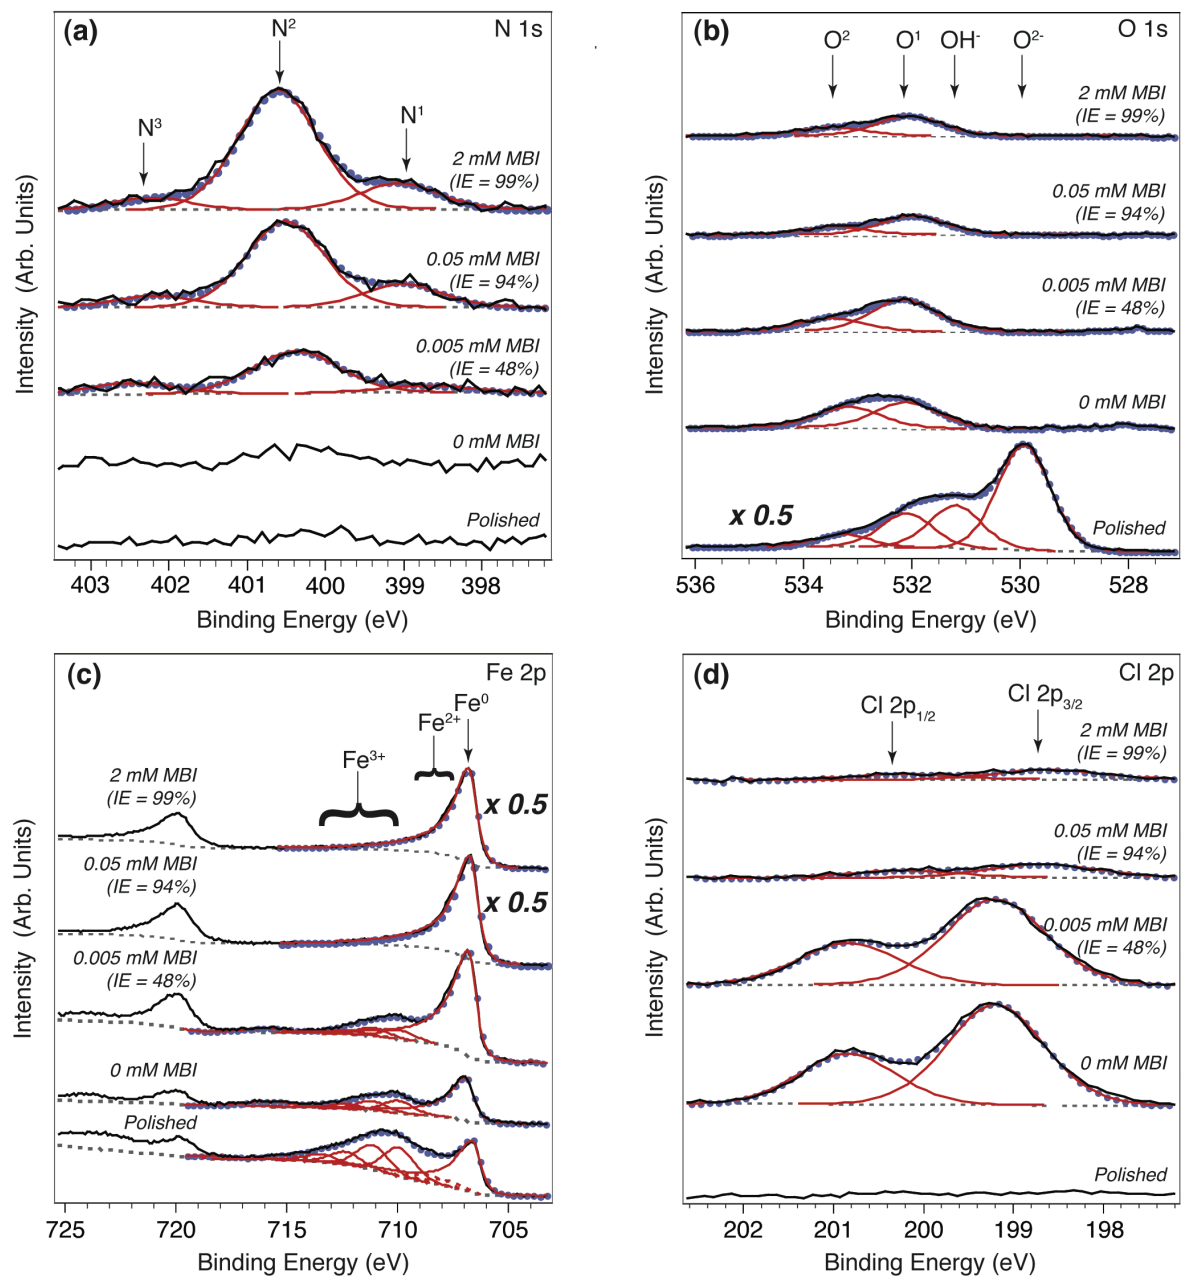 (a)
N²
N 1s
N³
N¹
2 mM MBI
(IE = 99%)
0.05 mM MBI
(IE = 94%)
0.005 mM MBI
(IE = 48%)
0 mM MBI
Polished
Intensity (Arb. Units)
403 402 401 400 399 398
Binding Energy (eV)
(b)
O 1s
O² O¹ OH⁻ O²⁻
2 mM MBI
(IE = 99%)
0.05 mM MBI
(IE = 94%)
0.005 mM MBI
(IE = 48%)
0 mM MBI
x 0.5
Polished
Intensity (Arb. Units)
536 534 532 530 528
Binding Energy (eV)
(c)
Fe 2p
Fe⁰
Fe²⁺
Fe³⁺
2 mM MBI
(IE = 99%)
x 0.5
0.05 mM MBI
(IE = 94%)
x 0.5
0.005 mM MBI
(IE = 48%)
0 mM MBI
Polished
Intensity (Arb. Units)
725 720 715 710 705
Binding Energy (eV)
(d)
Cl 2p
Cl 2p₁/₂
Cl 2p₃/₂
2 mM MBI
(IE = 99%)
0.05 mM MBI
(IE = 94%)
0.005 mM MBI
(IE = 48%)
0 mM MBI
Polished
Intensity (Arb. Units)
202 201 200 199 198
Binding Energy (eV)